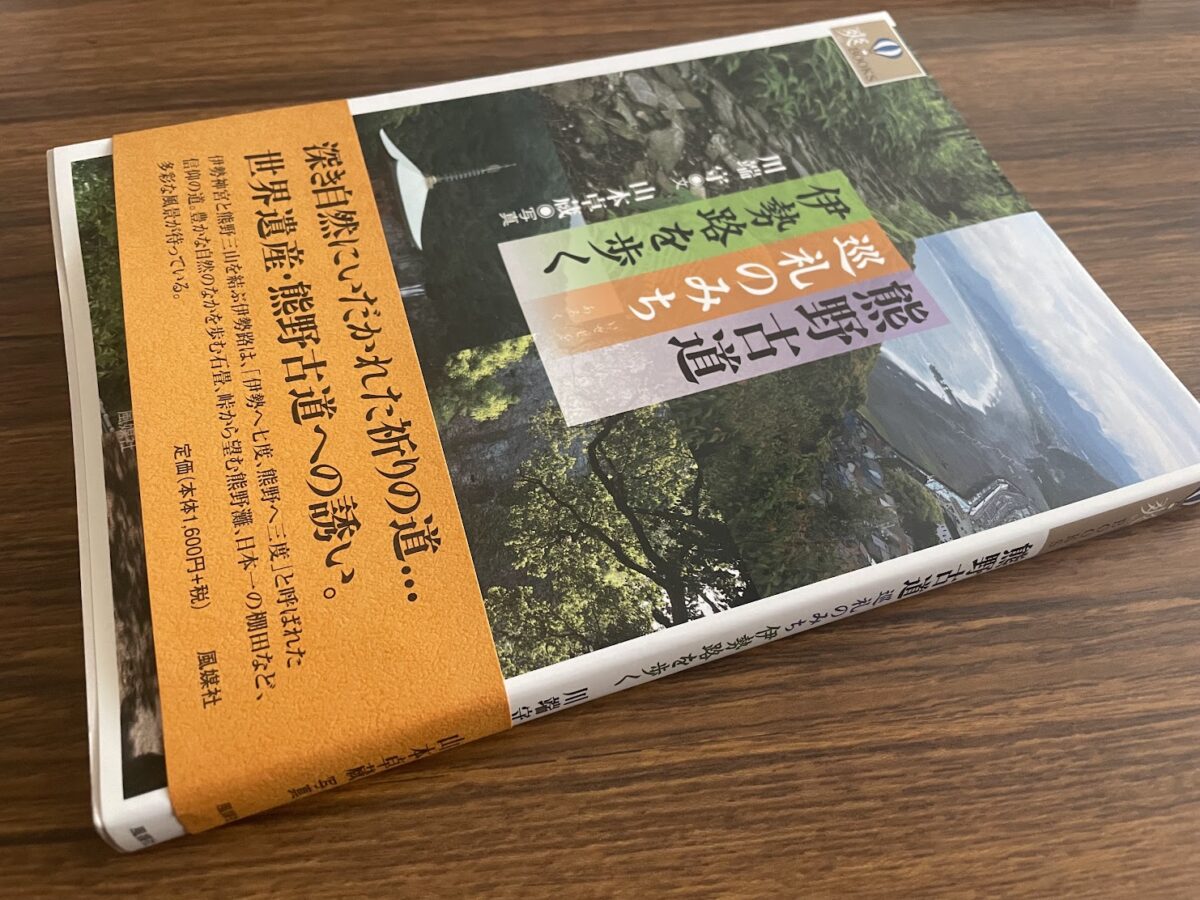 爽BOOKS
熊野古道
巡礼のみち
伊勢路を歩く
川端 守●文
山本卓蔵●写真
深き自然にいだかれた祈りの道…
世界遺産・熊野古道への誘い。
伊勢神宮と熊野三山を結ぶ伊勢路は、「伊勢へ七度、熊野へ三度」と呼ばれた
信仰の道。豊かな自然のなかを歩む石畳、峠から望む熊野灘、日本一の棚田など、
多彩な風景が待っている。
定価(本体1,600円+税)
風媒社
熊野古道 巡礼のみち 伊勢路を歩く 川端 守
山本卓蔵 写真